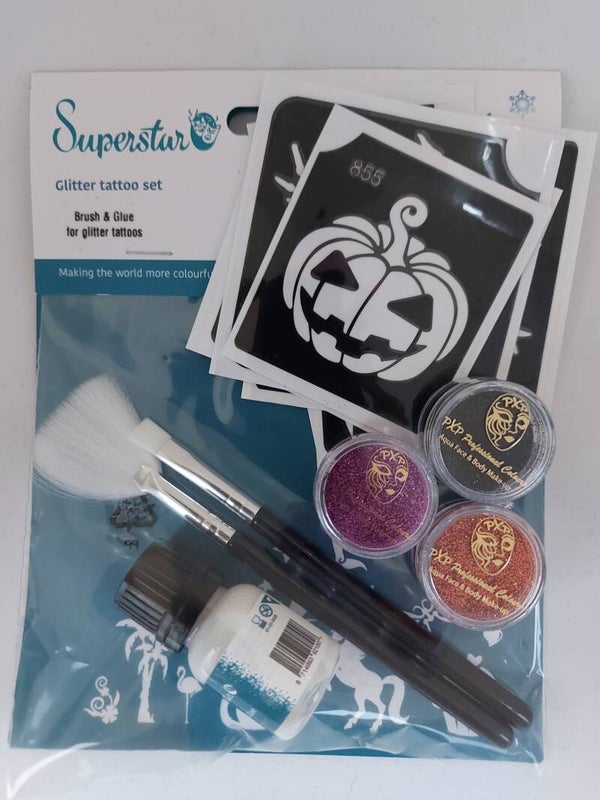 Superstar
Glitter tattoo set
Brush & Glue
for glitter tattoos
Making the world more colourfu
855
PXP
PXP Professional Colours
Aqua Face & Body Make-up
PXP
PXP Professional Colours
Aqua Face & Body Make-up
PXP